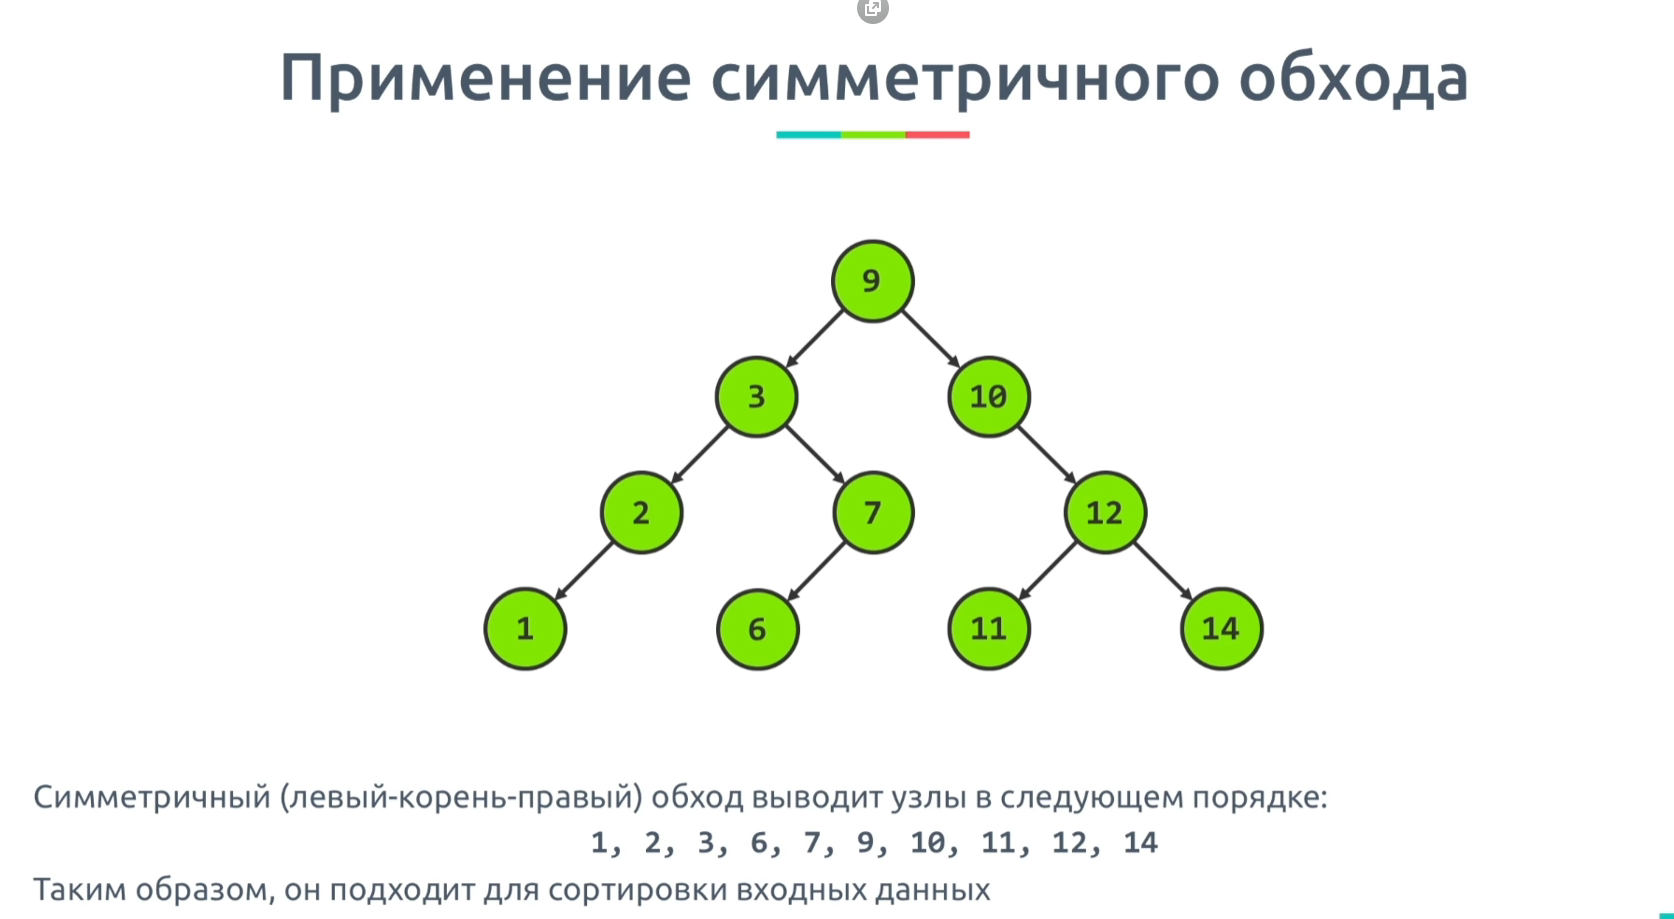 Применение симметричного обхода
9
3
10
2
7
12
1
6
11
14
Симметричный (левый-корень-правый) обход выводит узлы в следующем порядке:
1, 2, 3, 6, 7, 9, 10, 11, 12, 14
Таким образом, он подходит для сортировки входных данных